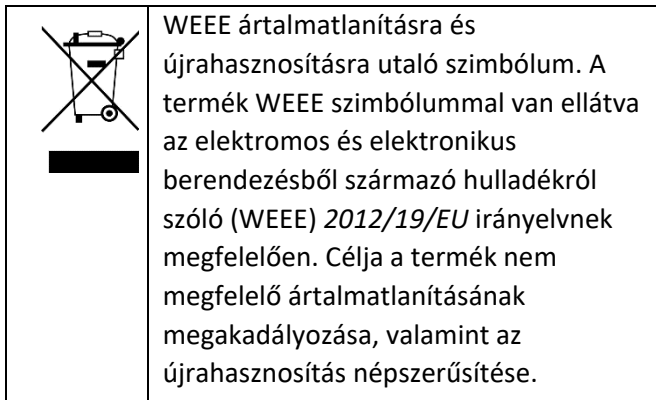 WEEE ártalmatlanításra és
újrahasznosításra utaló szimbólum. A
termék WEEE szimbólummal van ellátva
az elektromos és elektronikus
berendezésből származó hulladékról
szóló (WEEE) 2012/19/EU irányelvnek
megfelelően. Célja a termék nem
megfelelő ártalmatlanításának
megakadályozása, valamint az
újrahasznosítás népszerűsítése.